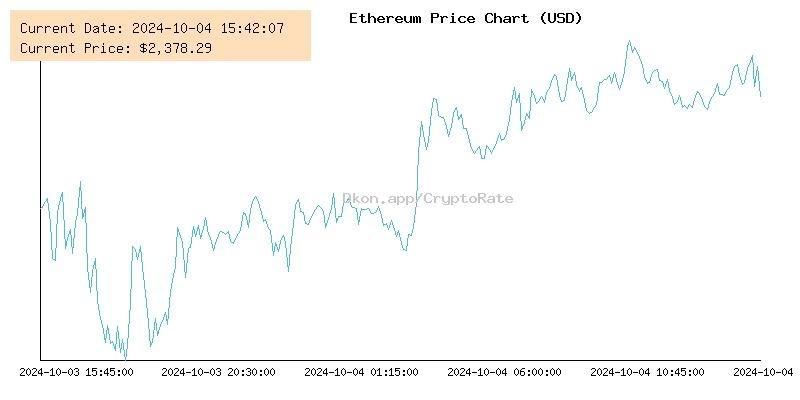 Ethereum Price Chart (USD)
Current Date: 2024-10-04 15:42:07
Current Price: $2,378.29
Dkon.app/CryptoRate
2024-10-03 15:45:00 2024-10-03 20:30:00 2024-10-04 01:15:00 2024-10-04 06:00:00 2024-10-04 10:45:00 2024-10-04